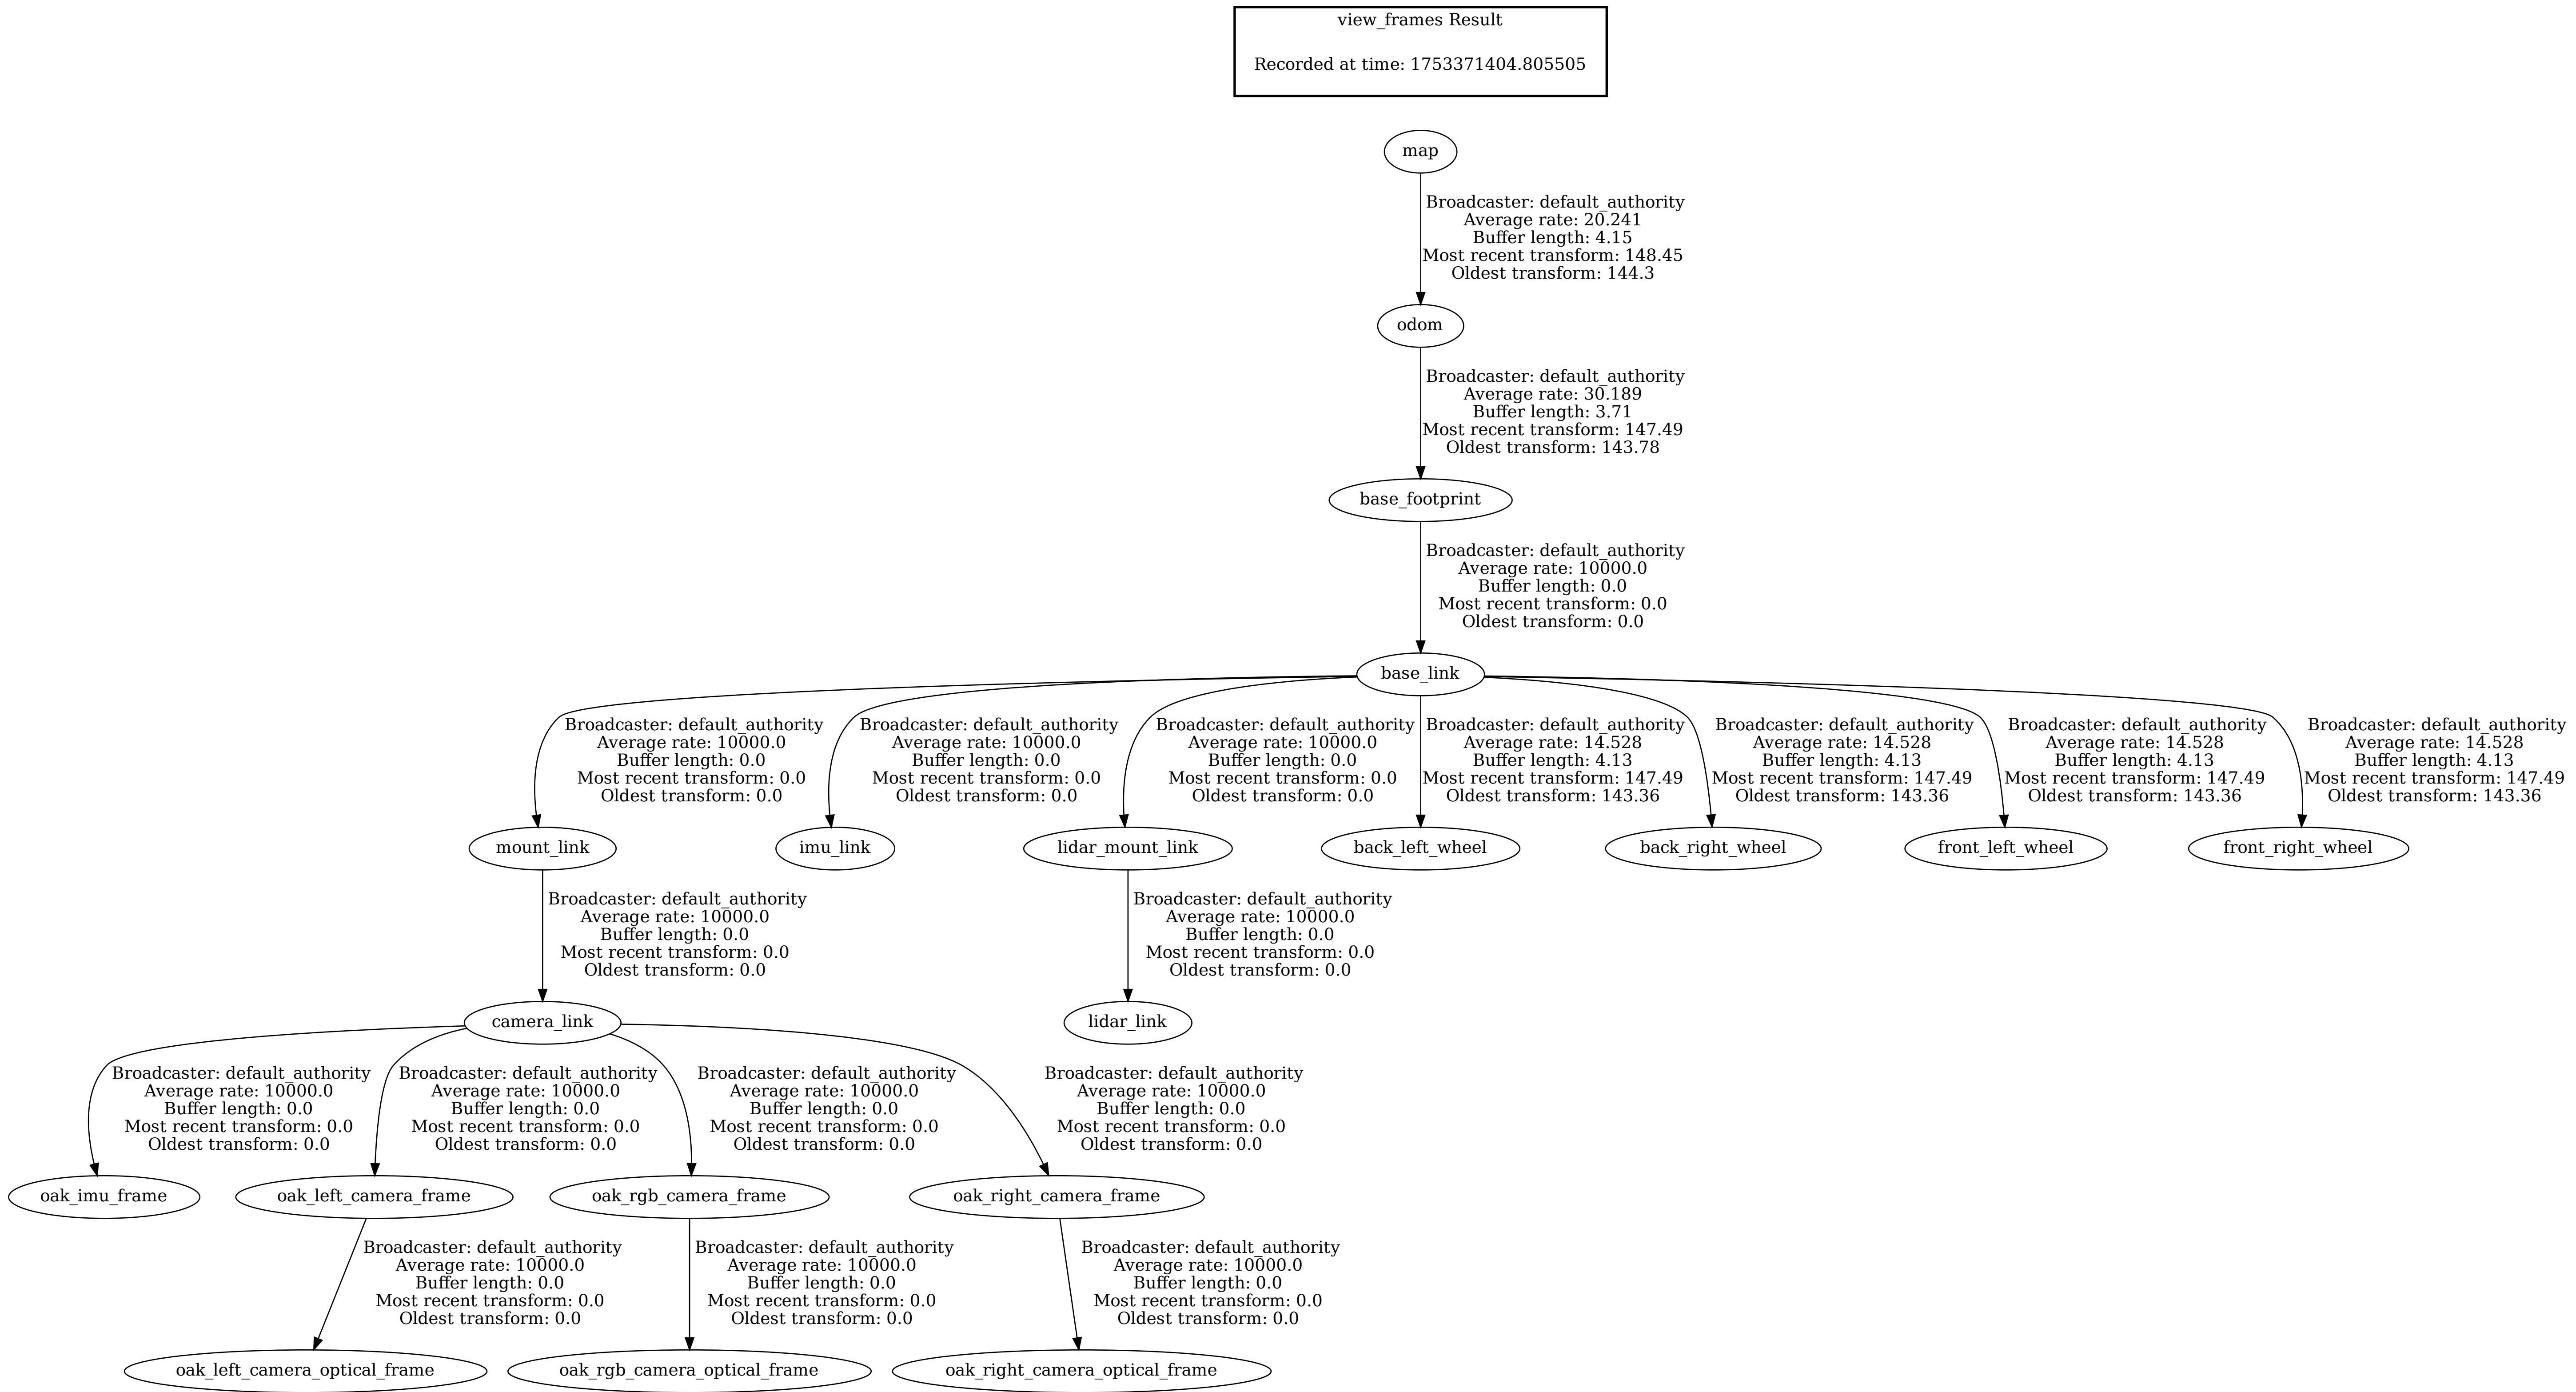 view_frames Result
Recorded at time: 1753371404.805505
map
Broadcaster: default_authority
Average rate: 20.241
Buffer length: 4.15
Most recent transform: 148.45
Oldest transform: 144.3
odom
Broadcaster: default_authority
Average rate: 30.189
Buffer length: 3.71
Most recent transform: 147.49
Oldest transform: 143.78
base_footprint
Broadcaster: default_authority
Average rate: 10000.0
Buffer length: 0.0
Most recent transform: 0.0
Oldest transform: 0.0
base_link
Broadcaster: default_authority
Average rate: 10000.0
Buffer length: 0.0
Most recent transform: 0.0
Oldest transform: 0.0
Broadcaster: default_authority
Average rate: 10000.0
Buffer length: 0.0
Most recent transform: 0.0
Oldest transform: 0.0
Broadcaster: default_authority
Average rate: 10000.0
Buffer length: 0.0
Most recent transform: 0.0
Oldest transform: 0.0
Broadcaster: default_authority
Average rate: 14.528
Buffer length: 4.13
Most recent transform: 147.49
Oldest transform: 143.36
Broadcaster: default_authority
Average rate: 14.528
Buffer length: 4.13
Most recent transform: 147.49
Oldest transform: 143.36
Broadcaster: default_authority
Average rate: 14.528
Buffer length: 4.13
Most recent transform: 147.49
Oldest transform: 143.36
Broadcaster: default_authority
Average rate: 14.528
Buffer length: 4.13
Most recent transform: 147.49
Oldest transform: 143.36
mount_link
imu_link
lidar_mount_link
back_left_wheel
back_right_wheel
front_left_wheel
front_right_wheel
Broadcaster: default_authority
Average rate: 10000.0
Buffer length: 0.0
Most recent transform: 0.0
Oldest transform: 0.0
Broadcaster: default_authority
Average rate: 10000.0
Buffer length: 0.0
Most recent transform: 0.0
Oldest transform: 0.0
camera_link
lidar_link
Broadcaster: default_authority
Average rate: 10000.0
Buffer length: 0.0
Most recent transform: 0.0
Oldest transform: 0.0
Broadcaster: default_authority
Average rate: 10000.0
Buffer length: 0.0
Most recent transform: 0.0
Oldest transform: 0.0
Broadcaster: default_authority
Average rate: 10000.0
Buffer length: 0.0
Most recent transform: 0.0
Oldest transform: 0.0
Broadcaster: default_authority
Average rate: 10000.0
Buffer length: 0.0
Most recent transform: 0.0
Oldest transform: 0.0
oak_imu_frame
oak_left_camera_frame
oak_rgb_camera_frame
oak_right_camera_frame
Broadcaster: default_authority
Average rate: 10000.0
Buffer length: 0.0
Most recent transform: 0.0
Oldest transform: 0.0
Broadcaster: default_authority
Average rate: 10000.0
Buffer length: 0.0
Most recent transform: 0.0
Oldest transform: 0.0
Broadcaster: default_authority
Average rate: 10000.0
Buffer length: 0.0
Most recent transform: 0.0
Oldest transform: 0.0
oak_left_camera_optical_frame
oak_rgb_camera_optical_frame
oak_right_camera_optical_frame